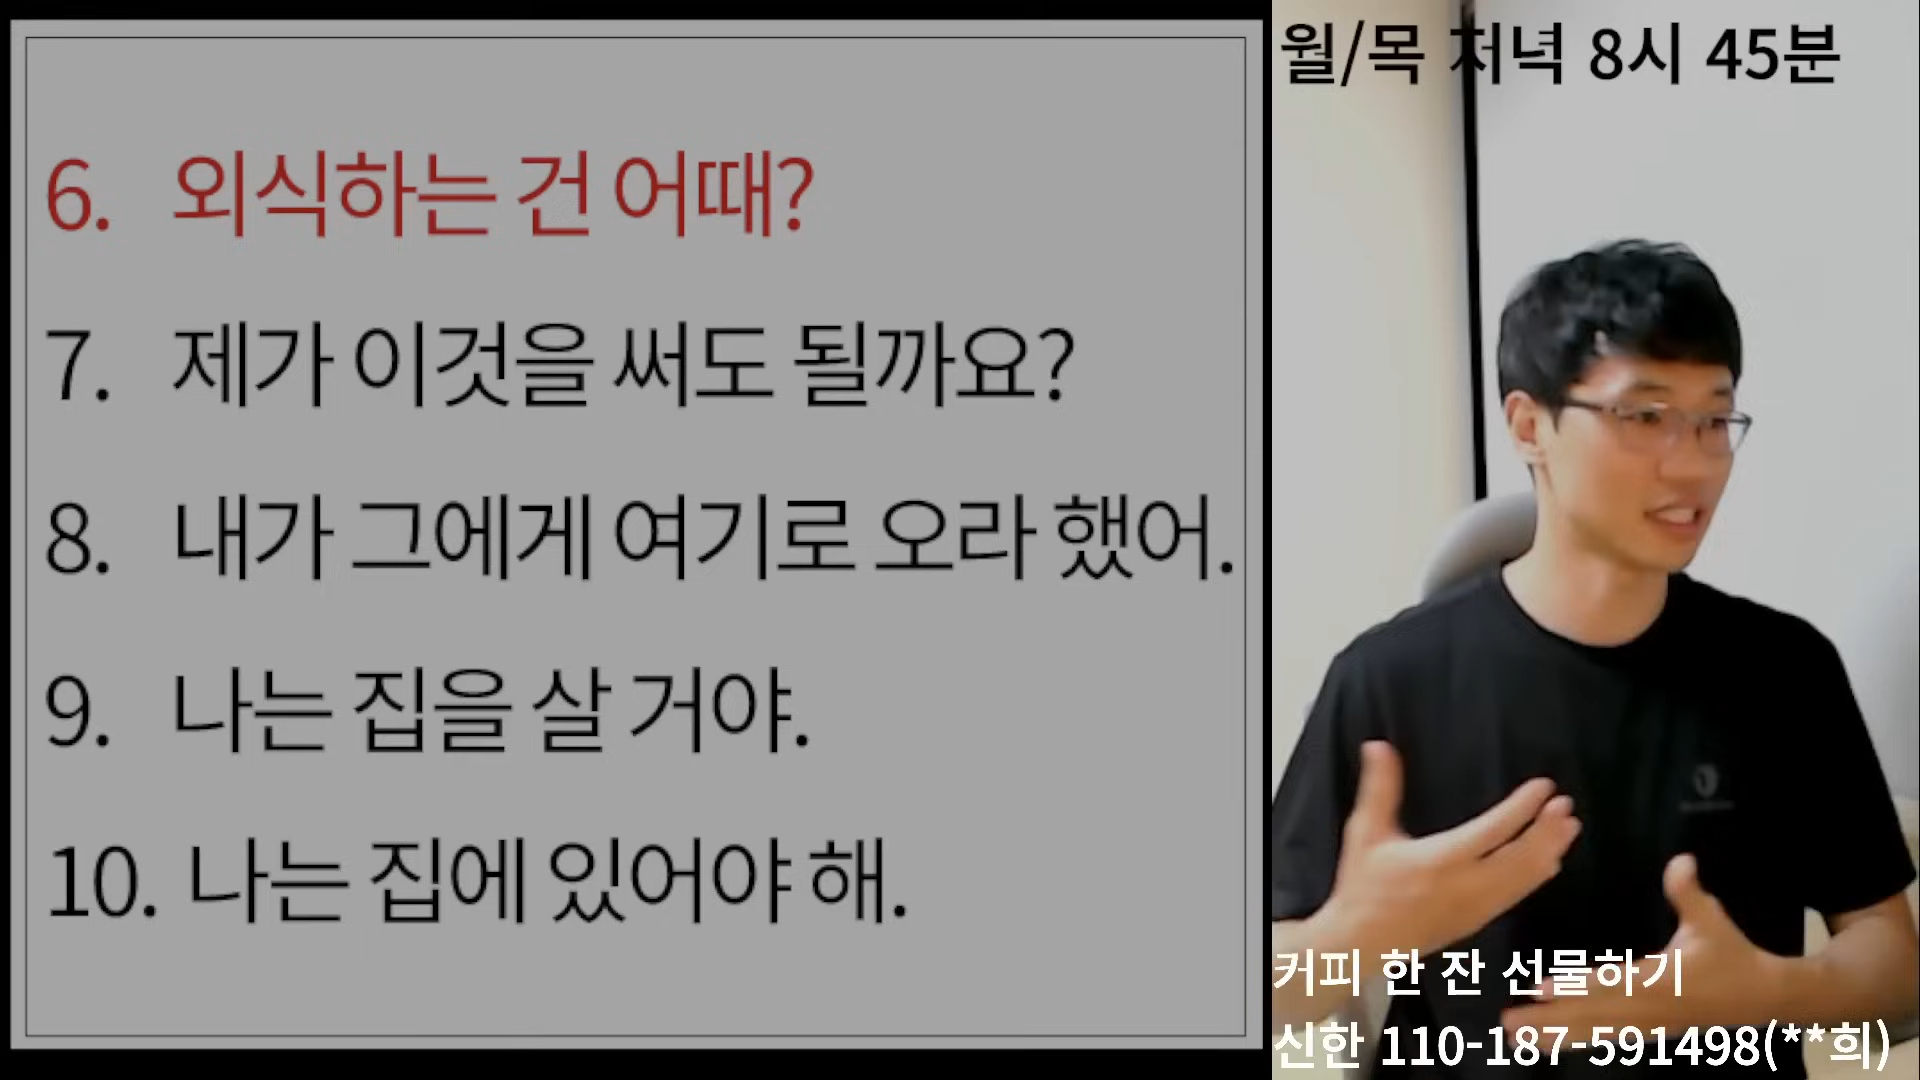 6. 외식하는 건 어때?
7. 제가 이것을 써도 될까요?
8. 내가 그에게 여기로 오라 했어.
9. 나는 집을 살 거야.
10. 나는 집에 있어야 해.
월/목 저녁 8시 45분
커피 한 잔 선물하기
신한 110-187-591498(**희)